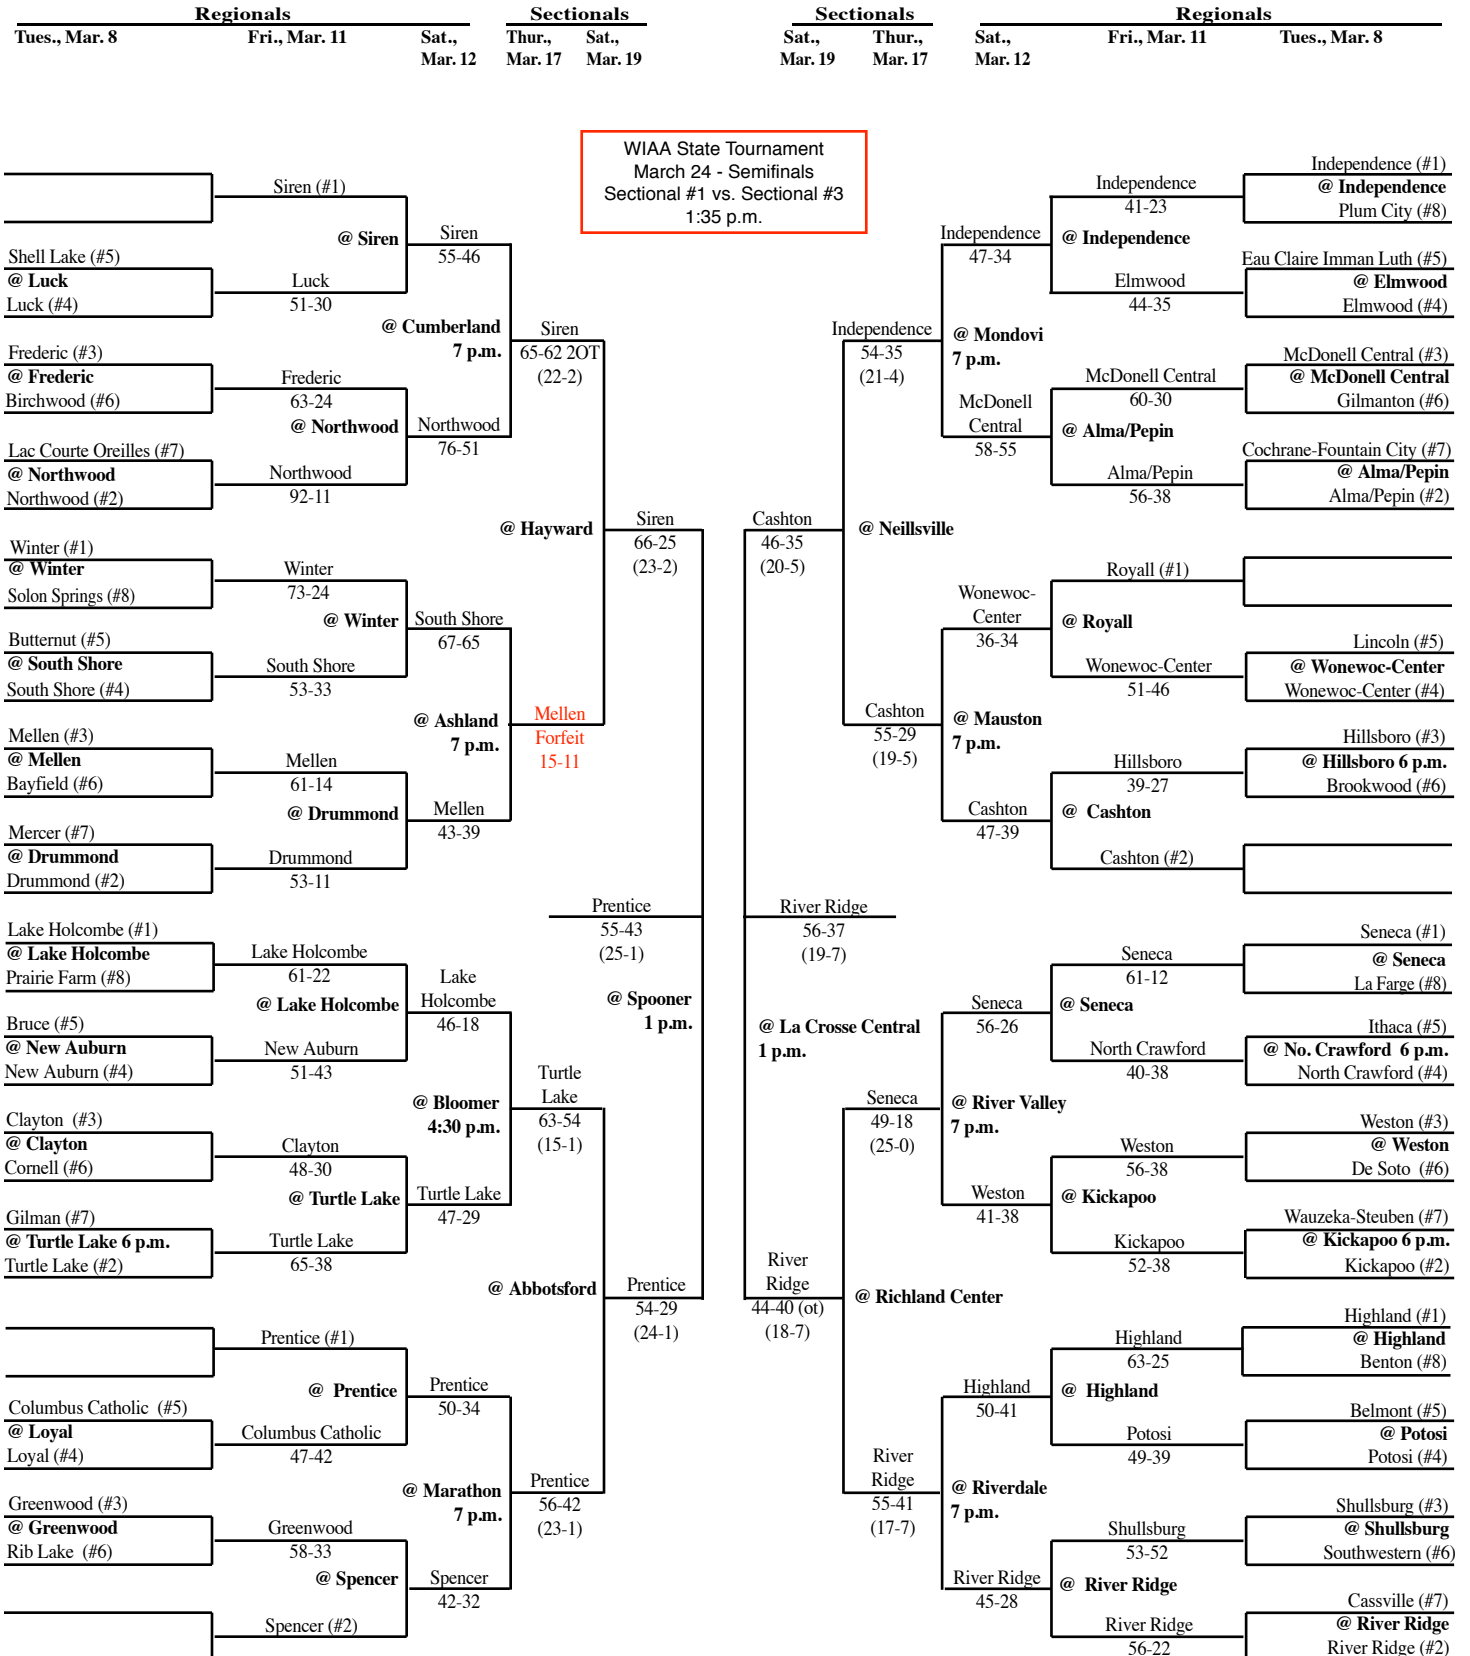 Regionals
Sectionals
Sectionals
Regionals
Tues., Mar. 8
Fri., Mar. 11
Sat.,
Mar. 12
Thur.,
Mar. 17
Sat.,
Mar. 19
Sat.,
Mar. 19
Thur.,
Mar. 17
Sat.,
Mar. 12
Fri., Mar. 11
Tues., Mar. 8
WIAA State Tournament
March 24 - Semifinals
Sectional #1 vs. Sectional #3
1:35 p.m.
Siren (#1)
@ Siren
Shell Lake (#5)
@ Luck
Luck (#4)
Luck
51-30
Siren
55-46
@ Cumberland
7 p.m.
Frederic (#3)
@ Frederic
Birchwood (#6)
Frederic
63-24
@ Northwood
Lac Courte Oreilles (#7)
@ Northwood
Northwood (#2)
Northwood
92-11
Northwood
76-51
Siren
65-62 2OT
(22-2)
@ Hayward
Siren
66-25
(23-2)
Winter (#1)
@ Winter
Solon Springs (#8)
Winter
73-24
@ Winter
Butternut (#5)
@ South Shore
South Shore (#4)
South Shore
53-33
South Shore
67-65
@ Ashland
7 p.m.
Mellen
Forfeit
15-11
Mellen (#3)
@ Mellen
Bayfield (#6)
Mellen
61-14
@ Drummond
Mercer (#7)
@ Drummond
Drummond (#2)
Drummond
53-11
Mellen
43-39
Prentice
55-43
(25-1)
@ Spooner
1 p.m.
Lake Holcombe (#1)
@ Lake Holcombe
Prairie Farm (#8)
Lake Holcombe
61-22
@ Lake Holcombe
Bruce (#5)
@ New Auburn
New Auburn (#4)
New Auburn
51-43
Lake
Holcombe
46-18
@ Bloomer
4:30 p.m.
Turtle
Lake
63-54
(15-1)
Clayton  (#3)
@ Clayton
Cornell (#6)
Clayton
48-30
@ Turtle Lake
Gilman (#7)
@ Turtle Lake 6 p.m.
Turtle Lake (#2)
Turtle Lake
65-38
Turtle Lake
47-29
@ Abbotsford
Prentice
54-29
(24-1)
Prentice (#1)
@ Prentice
Columbus Catholic  (#5)
@ Loyal
Loyal (#4)
Columbus Catholic
47-42
Prentice
50-34
@ Marathon
7 p.m.
Prentice
56-42
(23-1)
Greenwood (#3)
@ Greenwood
Rib Lake  (#6)
Greenwood
58-33
@ Spencer
Spencer (#2)
Spencer
42-32
Independence (#1)
@ Independence
Plum City (#8)
Independence
41-23
@ Independence
Eau Claire Imman Luth (#5)
@ Elmwood
Elmwood (#4)
Elmwood
44-35
Independence
47-34
@ Mondovi
7 p.m.
Independence
54-35
(21-4)
McDonell Central (#3)
@ McDonell Central
Gilmanton (#6)
McDonell Central
60-30
@ Alma/Pepin
Cochrane-Fountain City (#7)
@ Alma/Pepin
Alma/Pepin (#2)
Alma/Pepin
56-38
McDonell
Central
58-55
@ Neillsville
Cashton
46-35
(20-5)
Royall (#1)
@ Royall
Lincoln (#5)
@ Wonewoc-Center
Wonewoc-Center (#4)
Wonewoc-Center
51-46
Wonewoc-
Center
36-34
@ Mauston
7 p.m.
Cashton
55-29
(19-5)
Hillsboro (#3)
@ Hillsboro 6 p.m.
Brookwood (#6)
Hillsboro
39-27
@ Cashton
Cashton (#2)
Cashton
47-39
River Ridge
56-37
(19-7)
@ La Crosse Central
1 p.m.
Seneca (#1)
@ Seneca
La Farge (#8)
Seneca
61-12
@ Seneca
Ithaca (#5)
@ No. Crawford  6 p.m.
North Crawford (#4)
North Crawford
40-38
Seneca
56-26
@ River Valley
7 p.m.
Seneca
49-18
(25-0)
Weston (#3)
@ Weston
De Soto  (#6)
Weston
56-38
@ Kickapoo
Wauzeka-Steuben (#7)
@ Kickapoo 6 p.m.
Kickapoo (#2)
Kickapoo
52-38
Weston
41-38
@ Richland Center
River
Ridge
44-40 (ot)
(18-7)
Highland (#1)
@ Highland
Benton (#8)
Highland
63-25
@ Highland
Belmont (#5)
@ Potosi
Potosi (#4)
Potosi
49-39
Highland
50-41
@ Riverdale
7 p.m.
River
Ridge
55-41
(17-7)
Shullsburg (#3)
@ Shullsburg
Southwestern (#6)
Shullsburg
53-52
@ River Ridge
Cassville (#7)
@ River Ridge
River Ridge (#2)
River Ridge
56-22
River Ridge
45-28